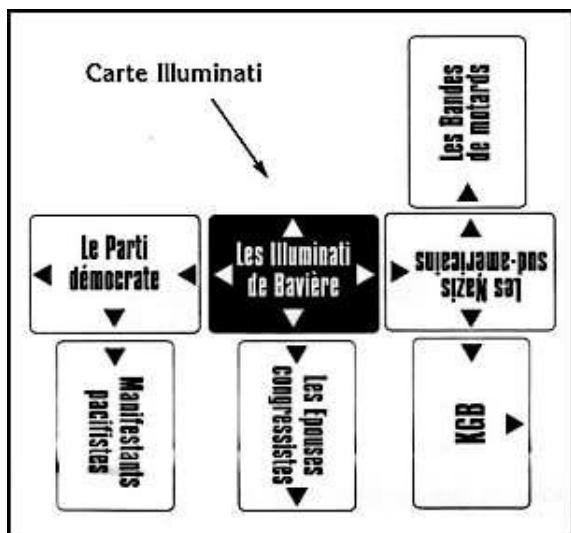 Carte Illuminati
Les Bandes
de motards
Le Parti
démocrate
Les Illuminati
de Bavière
Les Nazis
sud-americains
Manifestants
pacifistes
Les Epouses
congressistes
KGB